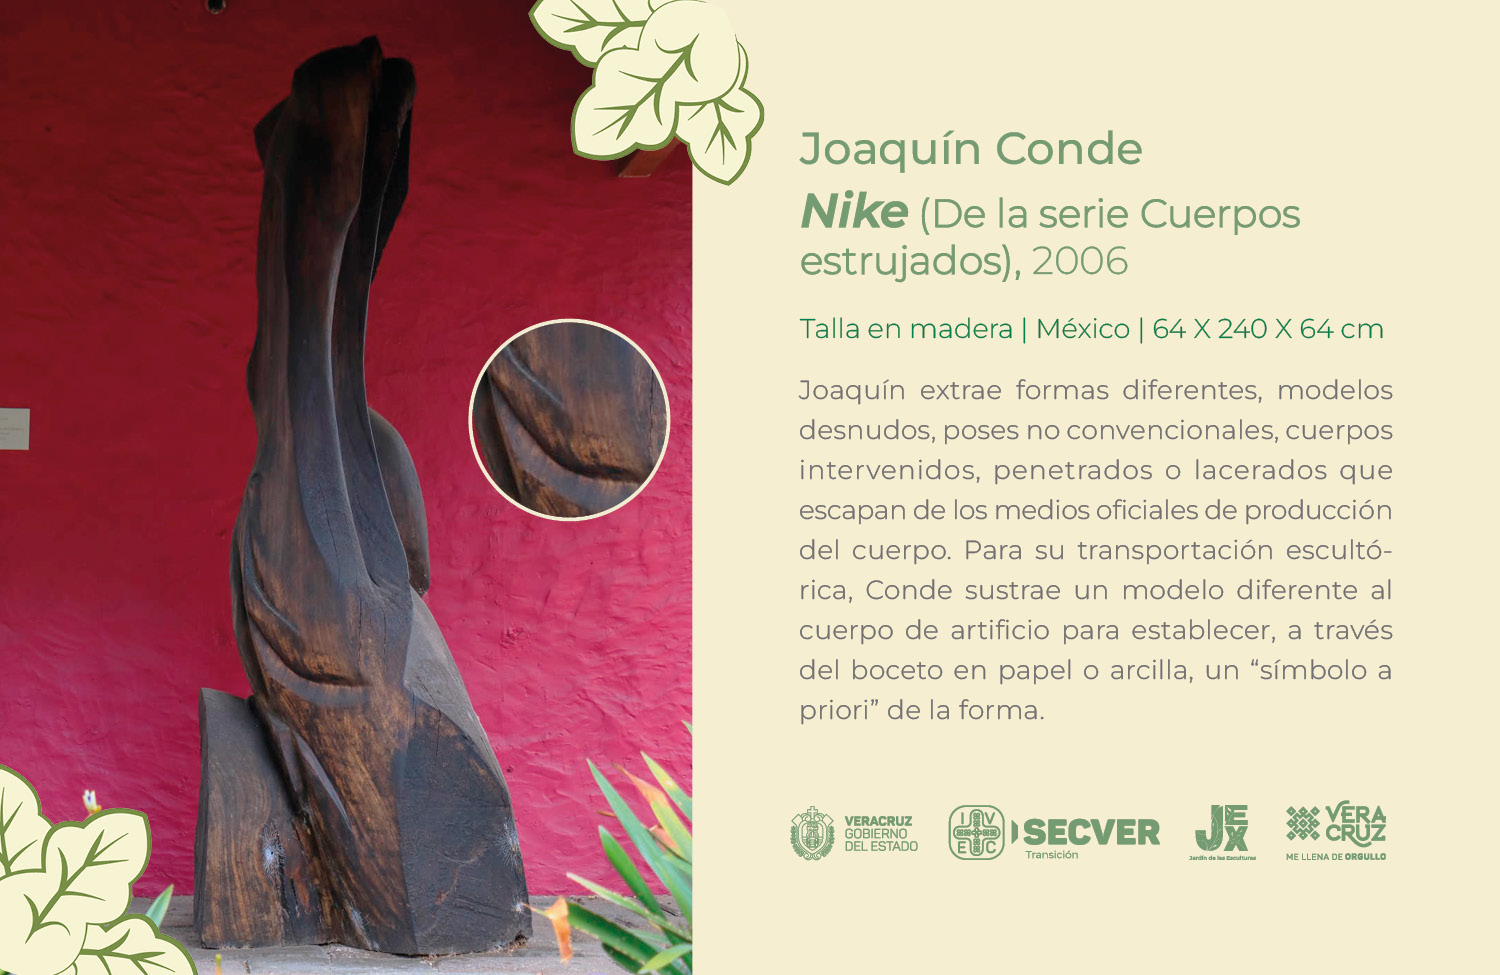 Joaquín Conde
Nike (De la serie Cuerpos
estrujados), 2006
Talla en madera | México | 64 X 240 X 64 cm
Joaquín extrae formas diferentes, modelos
desnudos, poses no convencionales, cuerpos
intervenidos, penetrados o lacerados que
escapan de los medios oficiales de producción
del cuerpo. Para su transportación escultó-
rica, Conde sustrae un modelo diferente al
cuerpo de artificio para establecer, a través
del boceto en papel o arcilla, un “símbolo a
priori” de la forma.
VERACRUZ
GOBIERNO
DEL ESTADO
IVEC
SECVER
Transición
JEX
Jardín de las Esculturas
VERA
CRUZ
ME LLENA DE ORGULLO